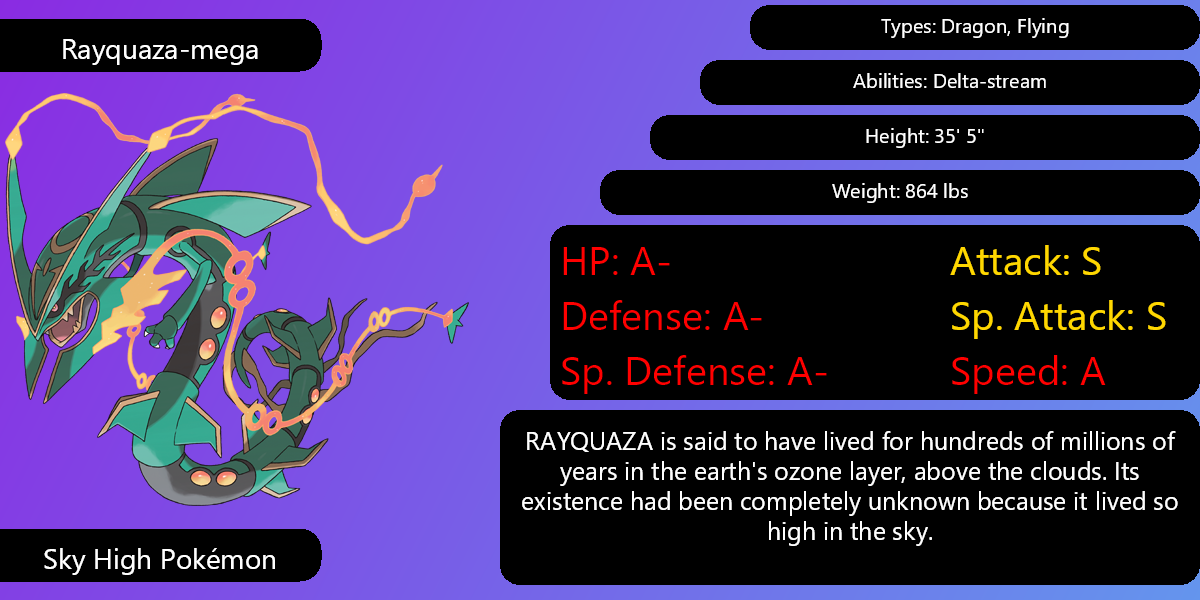 Rayquaza-mega
Sky High Pokémon
Types: Dragon, Flying
Abilities: Delta-stream
Height: 35' 5"
Weight: 864 lbs
HP: A-
Attack: S
Defense: A-
Sp. Attack: S
Sp. Defense: A-
Speed: A
RAYQUAZA is said to have lived for hundreds of millions of
years in the earth's ozone layer, above the clouds. Its
existence had been completely unknown because it lived so
high in the sky.